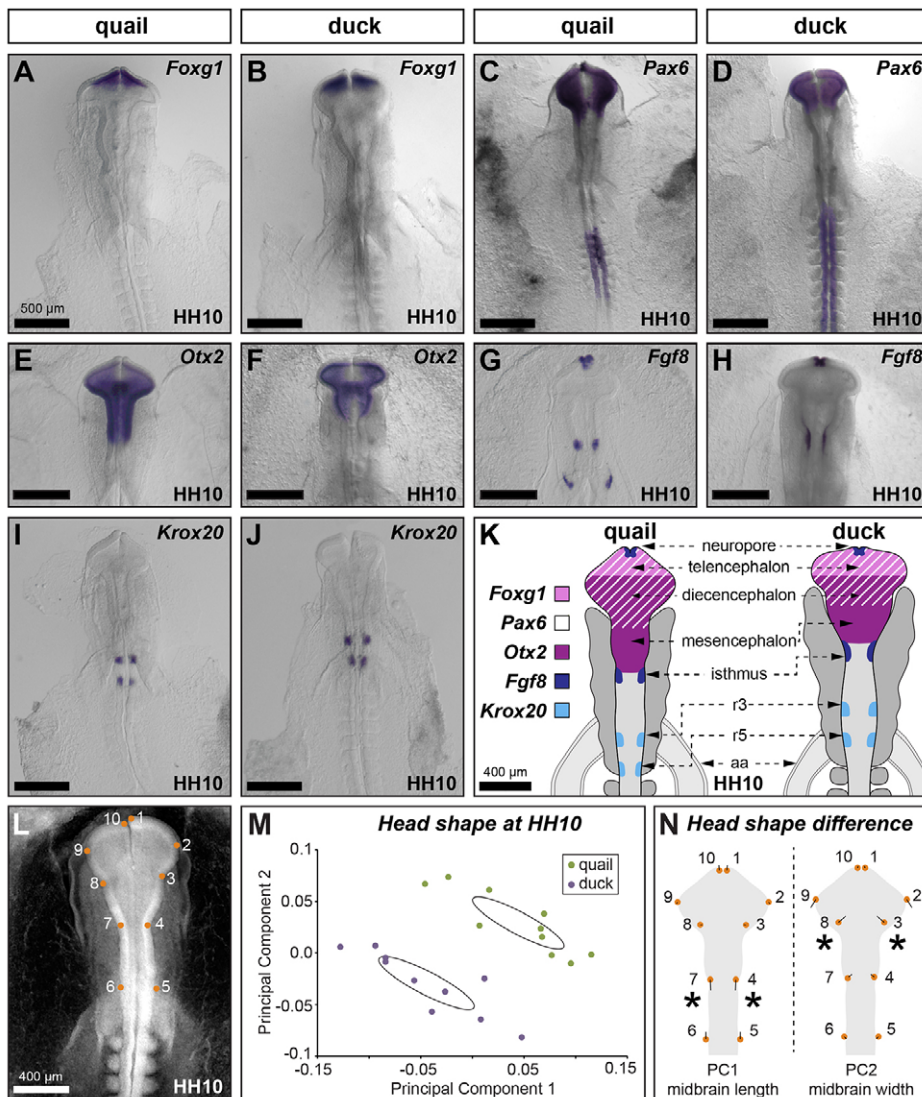 quail
duck
quail
duck
A
Foxg1
500 µm
HH10
B
Foxg1
HH10
C
Pax6
HH10
D
Pax6
HH10
E
Otx2
HH10
F
Otx2
HH10
G
Fgf8
HH10
H
Fgf8
HH10
I
Krox20
HH10
J
Krox20
HH10
K
quail
duck
neuropore
telencephalon
diecencephalon
mesencephalon
isthmus
r3
r5
aa
Foxg1
Pax6
Otx2
Fgf8
Krox20
400 µm
HH10
L
10
1
9
2
8
3
7
4
6
5
400 µm
HH10
M
Head shape at HH10
quail
duck
Principal Component 2
0.1
0.05
0.0
-0.05
-0.1
-0.15
-0.05
0.05
0.15
Principal Component 1
N
Head shape difference
10
1
9
2
8
3
7
4
*
*
6
5
PC1
midbrain length
10
1
9
2
8
3
*
*
7
4
6
5
PC2
midbrain width